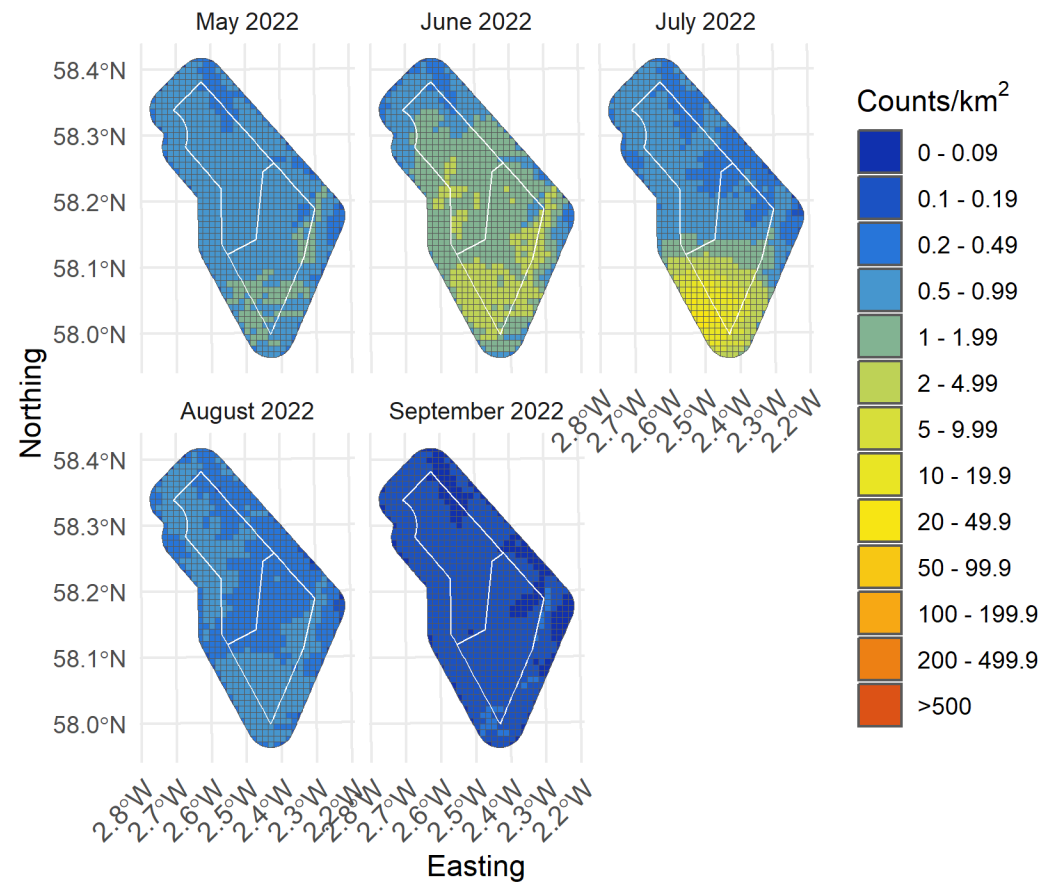 May 2022
June 2022
July 2022
58.4°N
58.3°N
58.2°N
58.1°N
58.0°N
2.8°W
2.7°W
2.6°W
2.5°W
2.4°W
2.3°W
2.2°W
August 2022
September 2022
58.4°N
58.3°N
58.2°N
58.1°N
58.0°N
2.8°W
2.7°W
2.6°W
2.5°W
2.4°W
2.3°W
2.2°W
2.8°W
2.7°W
2.6°W
2.5°W
2.4°W
2.3°W
2.2°W
Northing
Easting
Counts/km²
0 - 0.09
0.1 - 0.19
0.2 - 0.49
0.5 - 0.99
1 - 1.99
2 - 4.99
5 - 9.99
10 - 19.9
20 - 49.9
50 - 99.9
100 - 199.9
200 - 499.9
>500